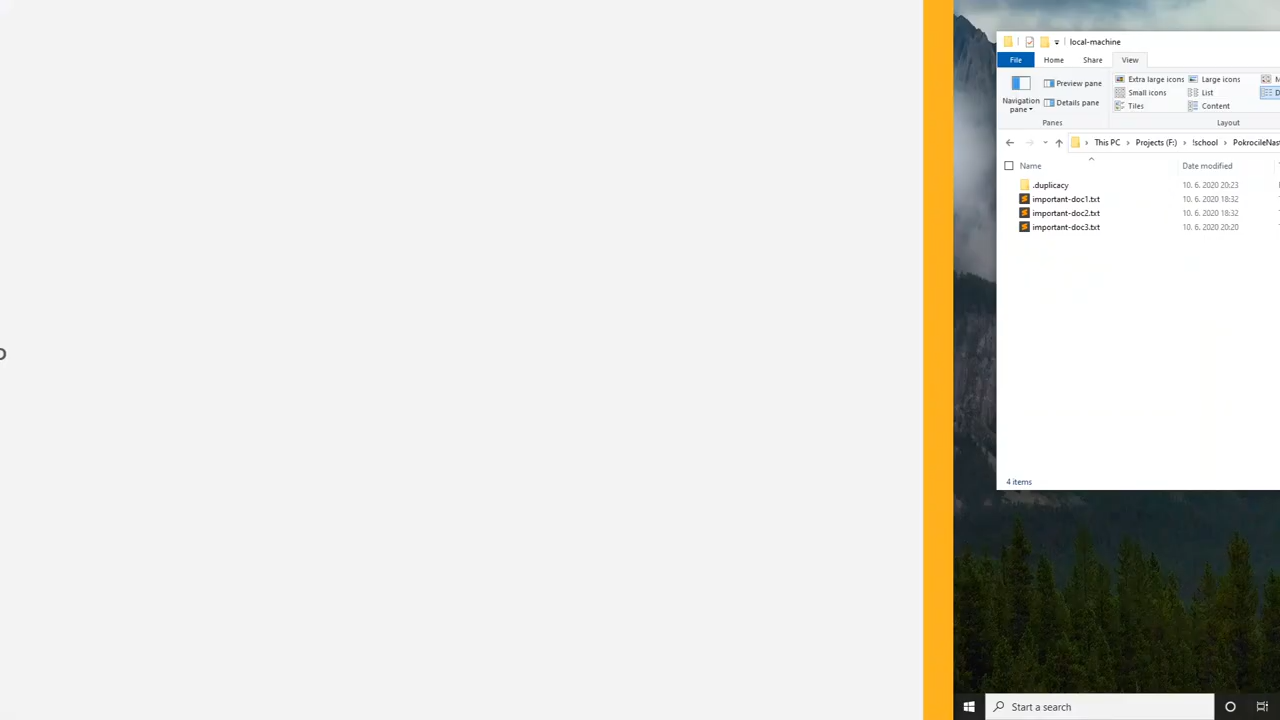 local-machine
File Home Share View
Navigation pane
Preview pane
Details pane
Panes
Extra large icons Large icons
Small icons List
Tiles Content
Layout
This PC Projects (F:) !school
Name Date modified
.duplicacy 10. 6. 2020 20:23
important-doc1.txt 10. 6. 2020 18:32
important-doc2.txt 10. 6. 2020 18:32
important-doc3.txt 10. 6. 2020 20:20
4 items
Start a search